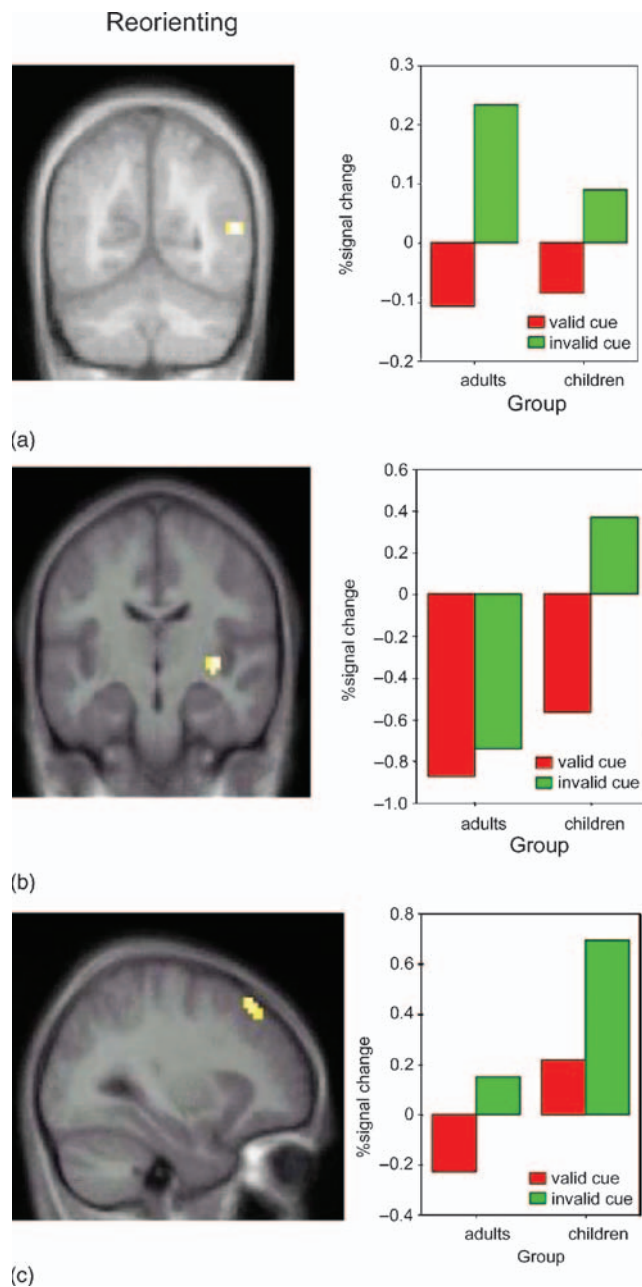 Reorienting
0.3
0.2
0.1
0
–0.1
–0.2
%signal change
valid cue
invalid cue
adults children
Group
(a)
0.6
0.4
0.2
0
–0.2
–0.4
–0.6
–0.8
–1.0
%signal change
valid cue
invalid cue
adults children
Group
(b)
0.8
0.6
0.4
0.2
0
–0.2
–0.4
%signal change
valid cue
invalid cue
adults children
Group
(c)